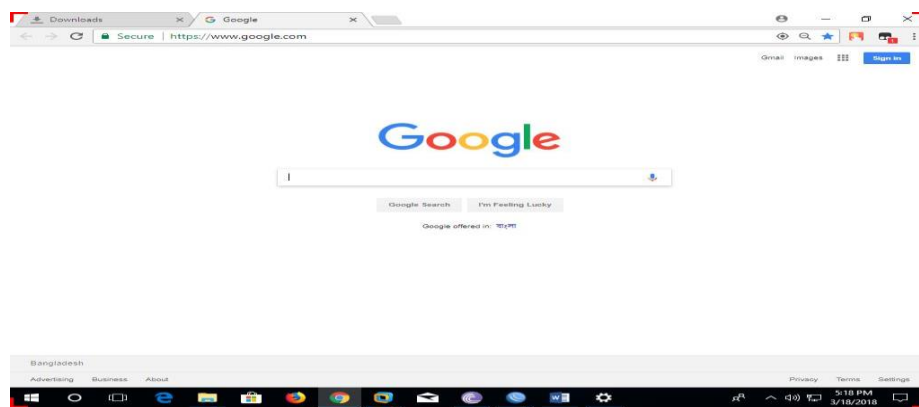 Downloads Google
Secure | https://www.google.com
Gmail Images Sign in
Google
Google Search I'm Feeling Lucky
Google offered in: বাংলা
Bangladesh
Advertising Business About Privacy Terms Settings
5:18 PM
3/18/2018